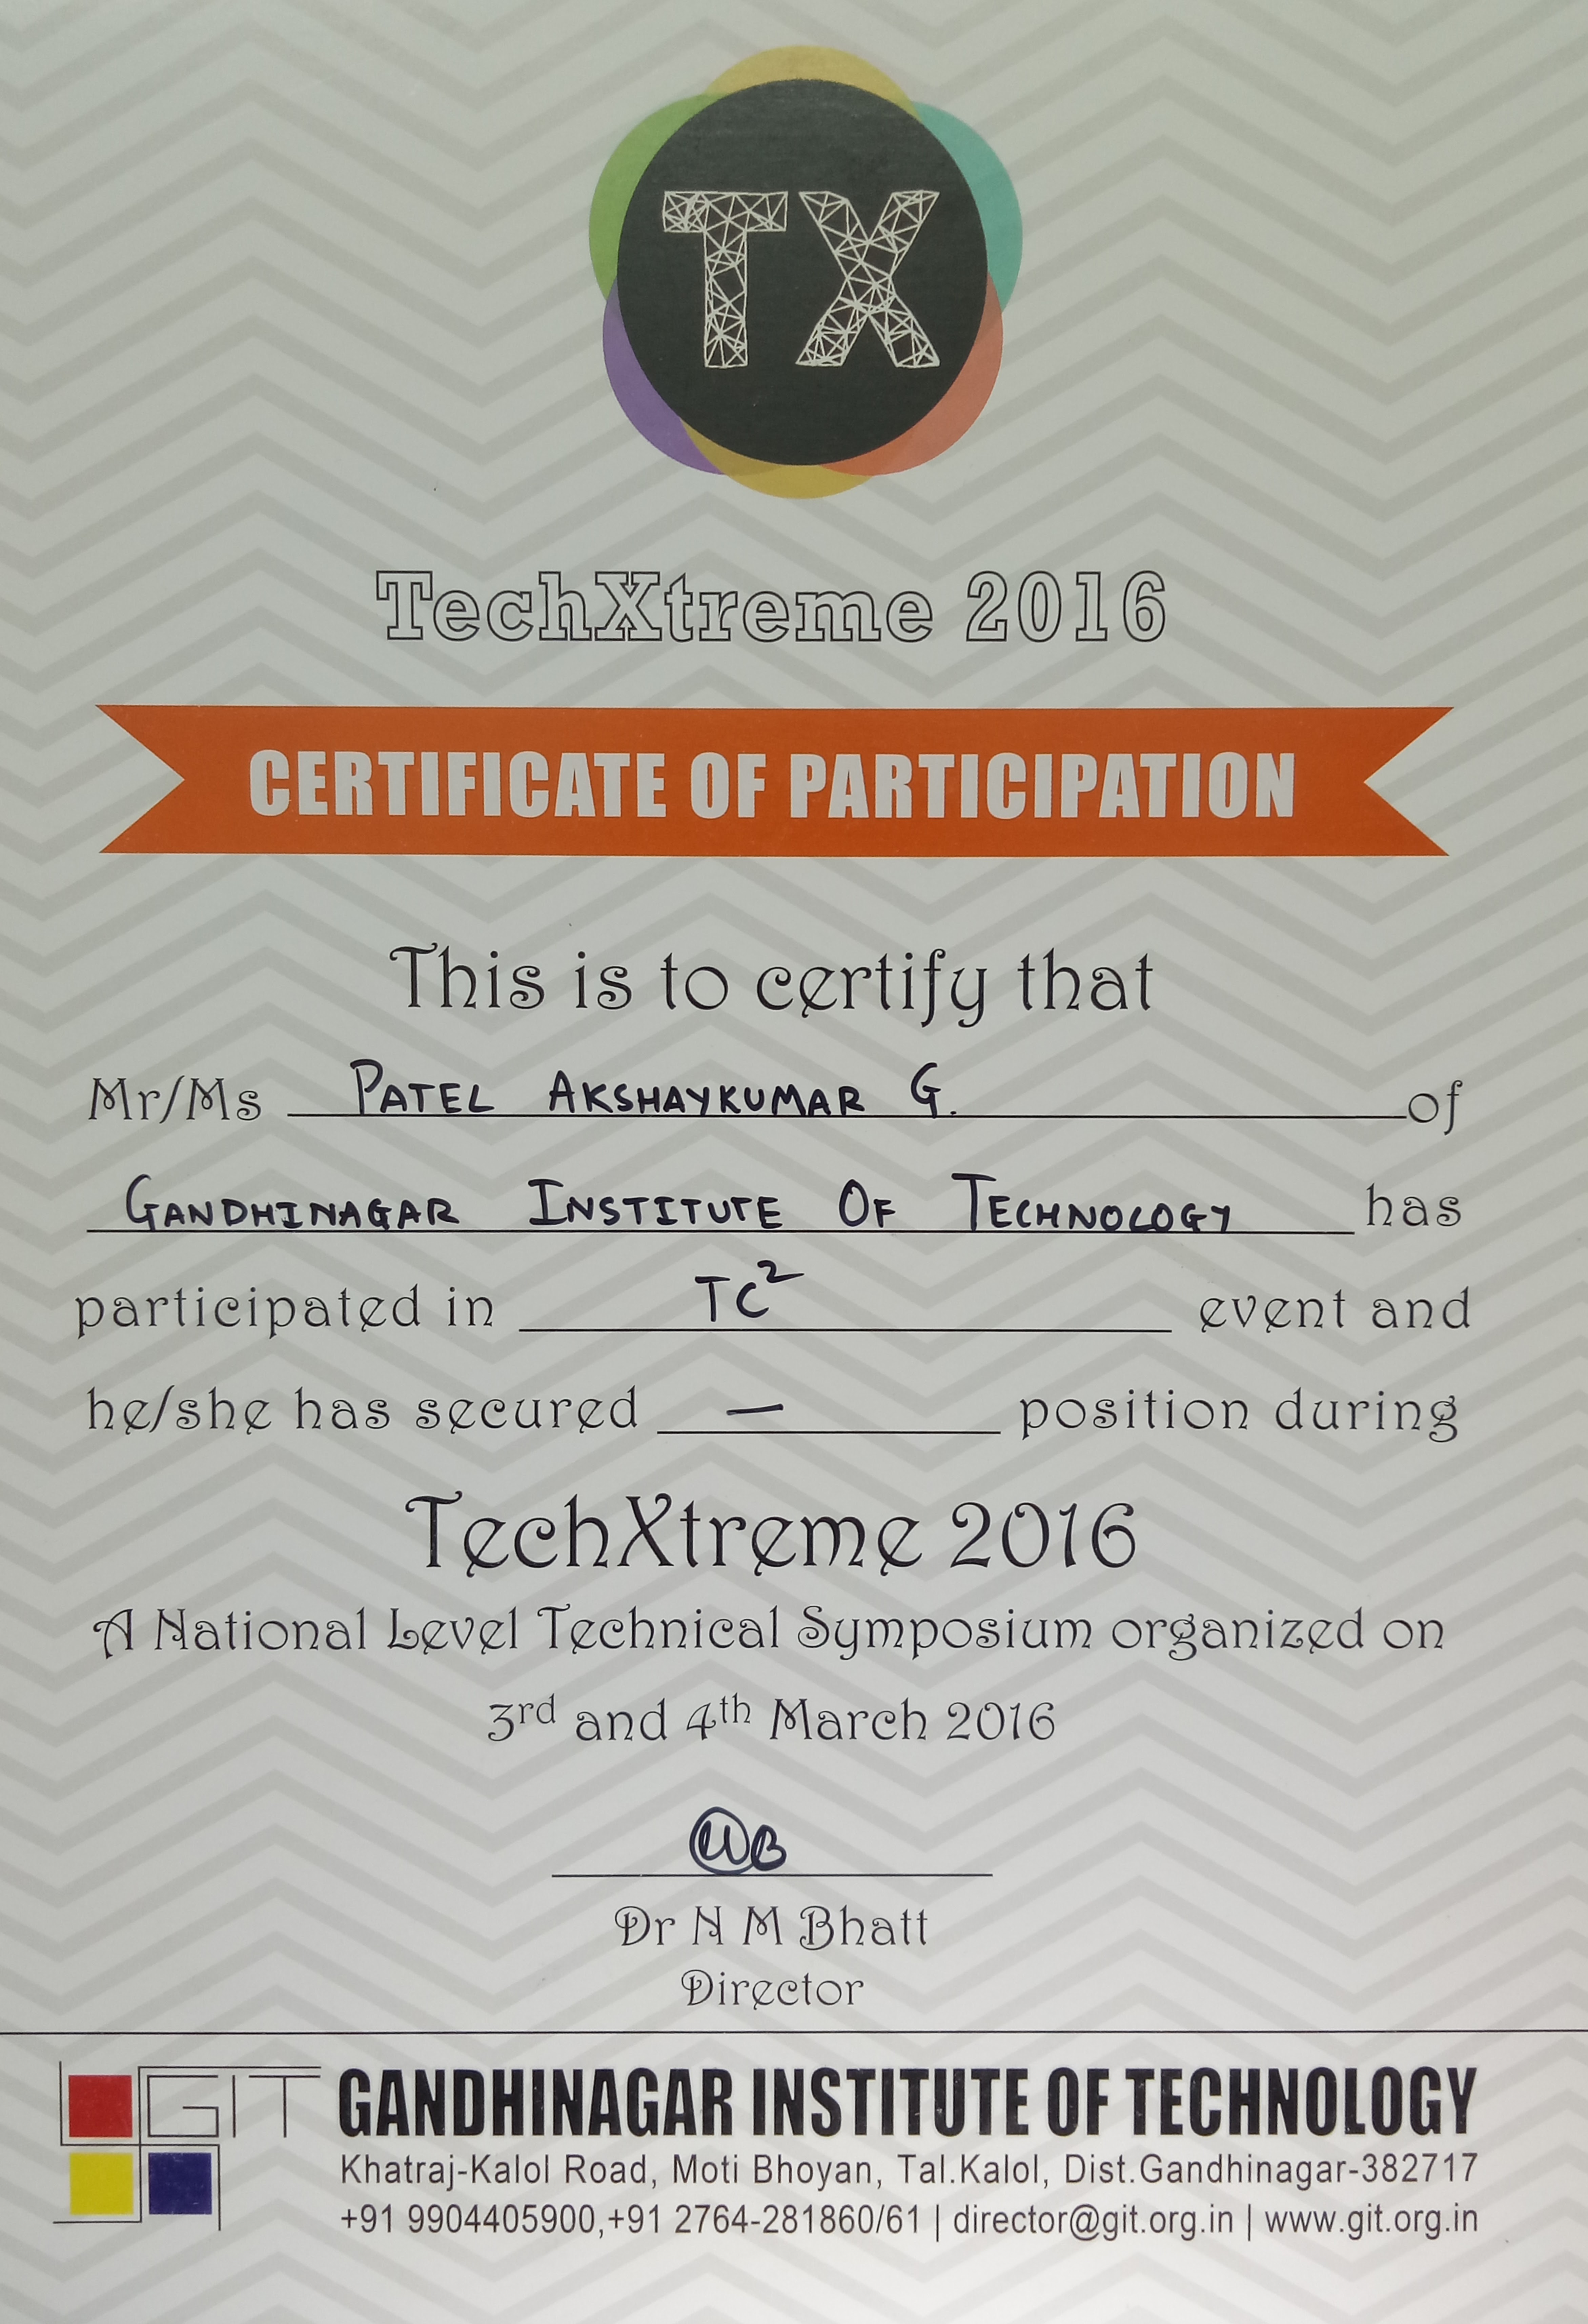 TX
TechXtreme 2016
CERTIFICATE OF PARTICIPATION
This is to certify that
Mr/Ms PATEL AKSHAYKUMAR G. of
GANDHINAGAR INSTITUTE OF TECHNOLOGY has
participated in TC² event and
he/she has secured — position during
TechXtreme 2016
A National Level Technical Symposium organized on
3rd and 4th March 2016
Dr N M Bhatt
Director
GIT GANDHINAGAR INSTITUTE OF TECHNOLOGY
Khatraj-Kalol Road, Moti Bhoyan, Tal.Kalol, Dist.Gandhinagar-382717
+91 9904405900,+91 2764-281860/61 | director@git.org.in | www.git.org.in